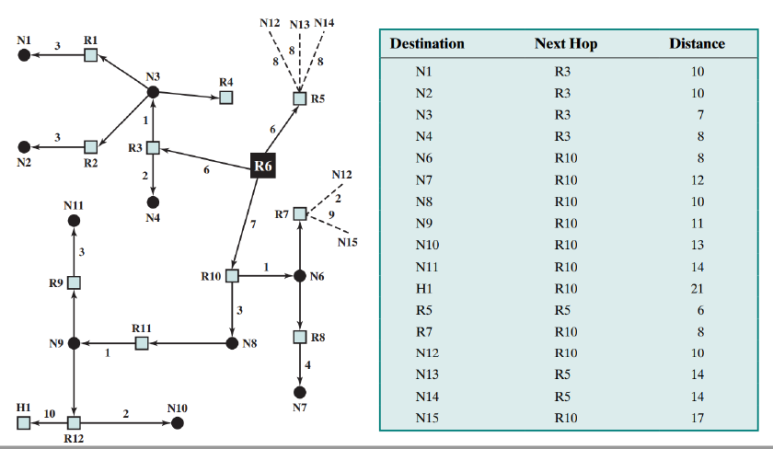 N12 N13 N14
N1 3 R1
8 8 8
N3
R4
R5
1
6
3
R3
R6
N2
R2
6
2
N12
N4
2
N11
R7 9
7
N15
3
R10 1 N6
R9
3
R11
R8
N9
1
N8
4
H1 10 2 N10
N7
R12
Destination Next Hop Distance
N1 R3 10
N2 R3 10
N3 R3 7
N4 R3 8
N6 R10 8
N7 R10 12
N8 R10 10
N9 R10 11
N10 R10 13
N11 R10 14
H1 R10 21
R5 R5 6
R7 R10 8
N12 R10 10
N13 R5 14
N14 R5 14
N15 R10 17